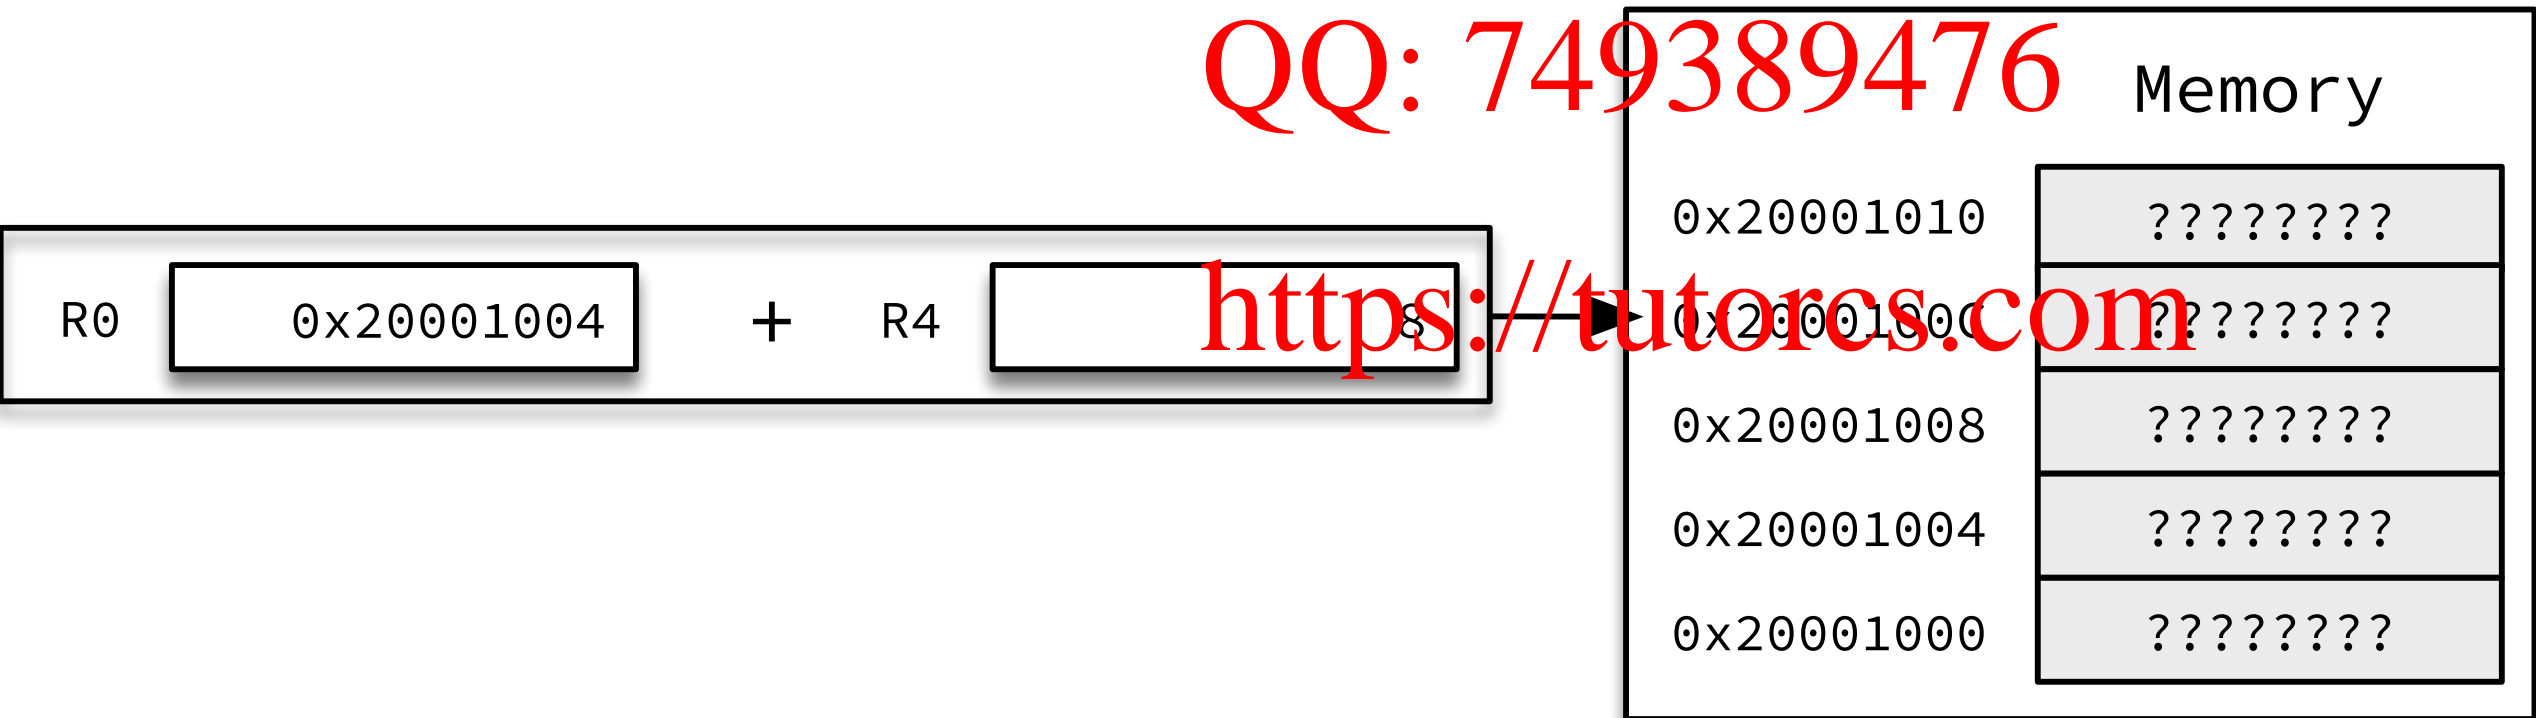 QQ: 749389476
Memory
0x20001010 ????????
R0 0x20001004 + R4 8
https://tutorcs.com
0x2000100C ????????
0x20001008 ????????
0x20001004 ????????
0x20001000 ????????